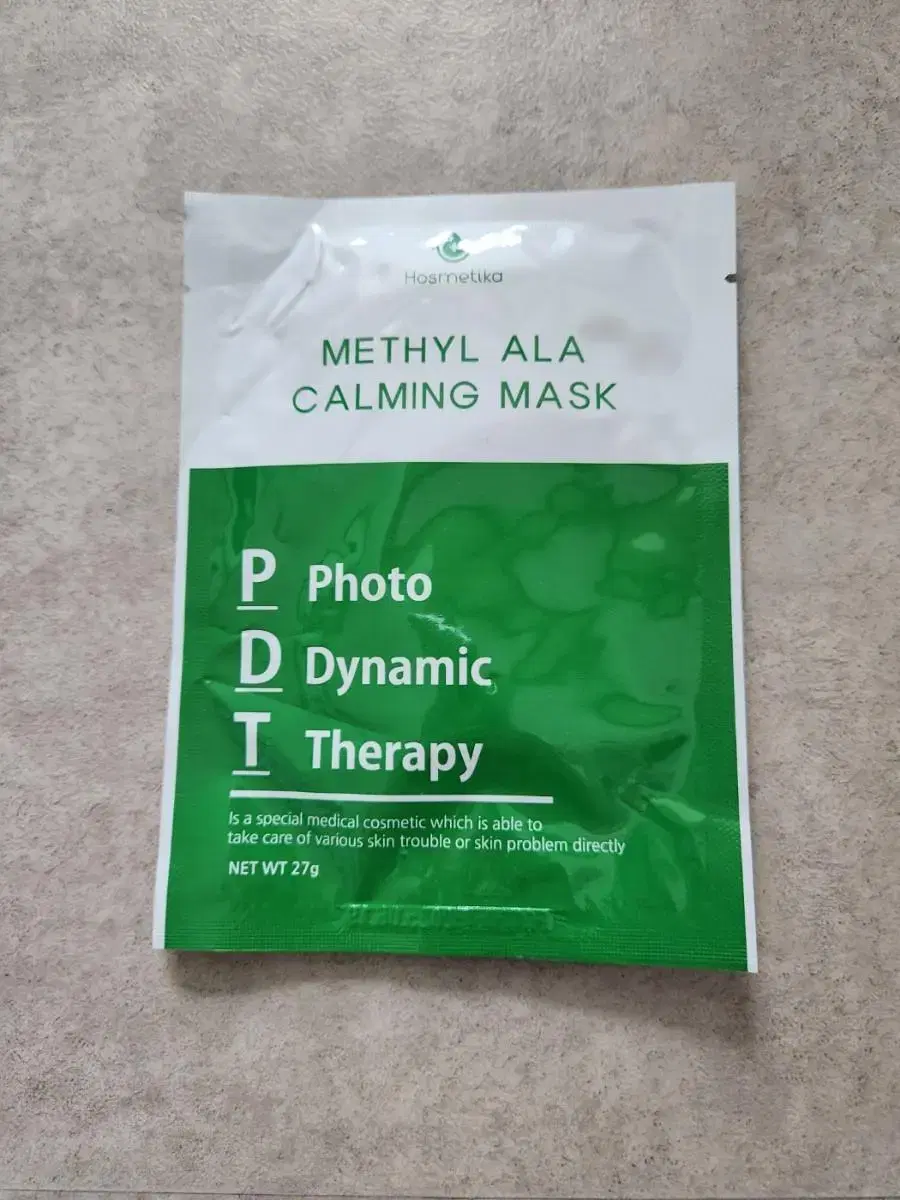 Hosmetika
METHYL ALA
CALMING MASK
P Photo
D Dynamic
T Therapy
Is a special medical cosmetic which is able to
take care of various skin trouble or skin problem directly
NET WT 27g